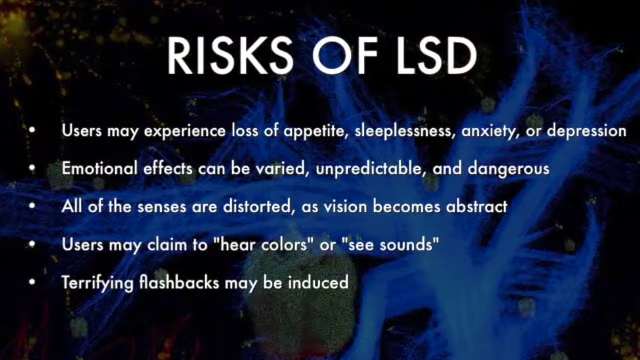 RISKS OF LSD
• Users may experience loss of appetite, sleeplessness, anxiety, or depression
• Emotional effects can be varied, unpredictable, and dangerous
• All of the senses are distorted, as vision becomes abstract
• Users may claim to "hear colors" or "see sounds"
• Terrifying flashbacks may be induced